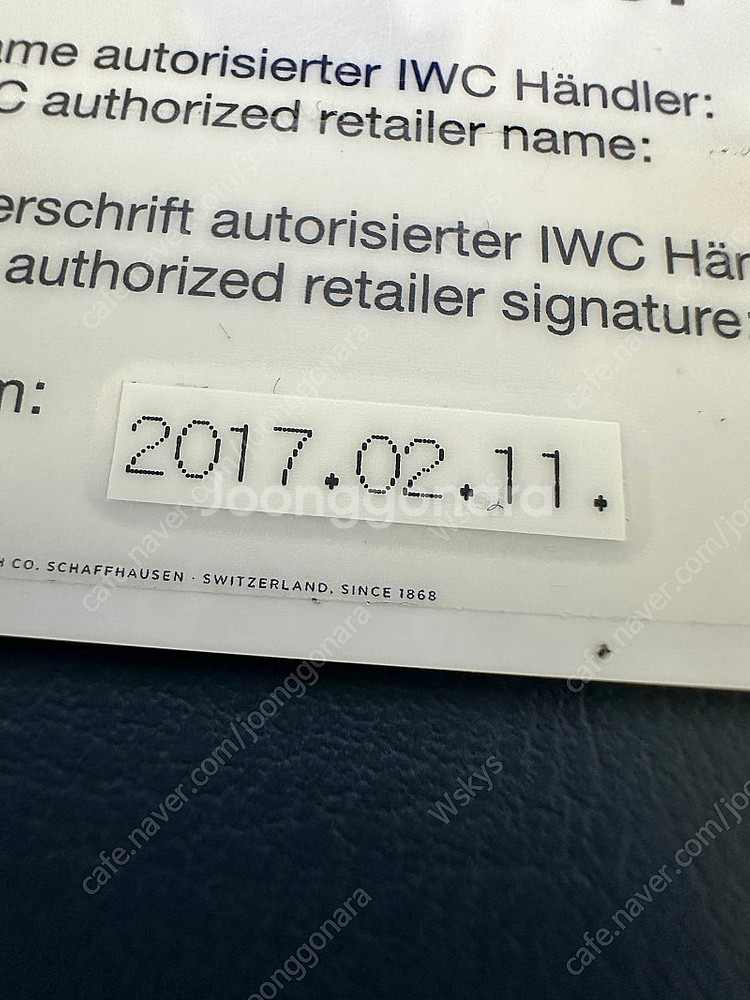 ame autorisierter IWC Händler:
C authorized retailer name:
erschrift autorisierter IWC Hän
authorized retailer signature:
m:
2017.02.11.
Joonggonara
H CO. SCHAFFHAUSEN · SWITZERLAND, SINCE 1868
Wskys
cafe.naver.com/joonggonara